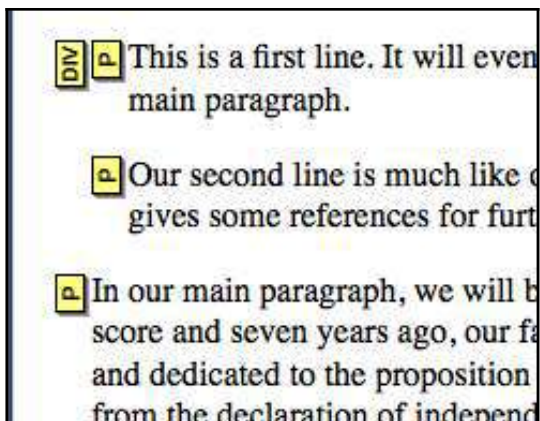 DIV P This is a first line. It will even
main paragraph.
P Our second line is much like
gives some references for furt
P In our main paragraph, we will b
score and seven years ago, our fa
and dedicated to the proposition
from the declaration of independ